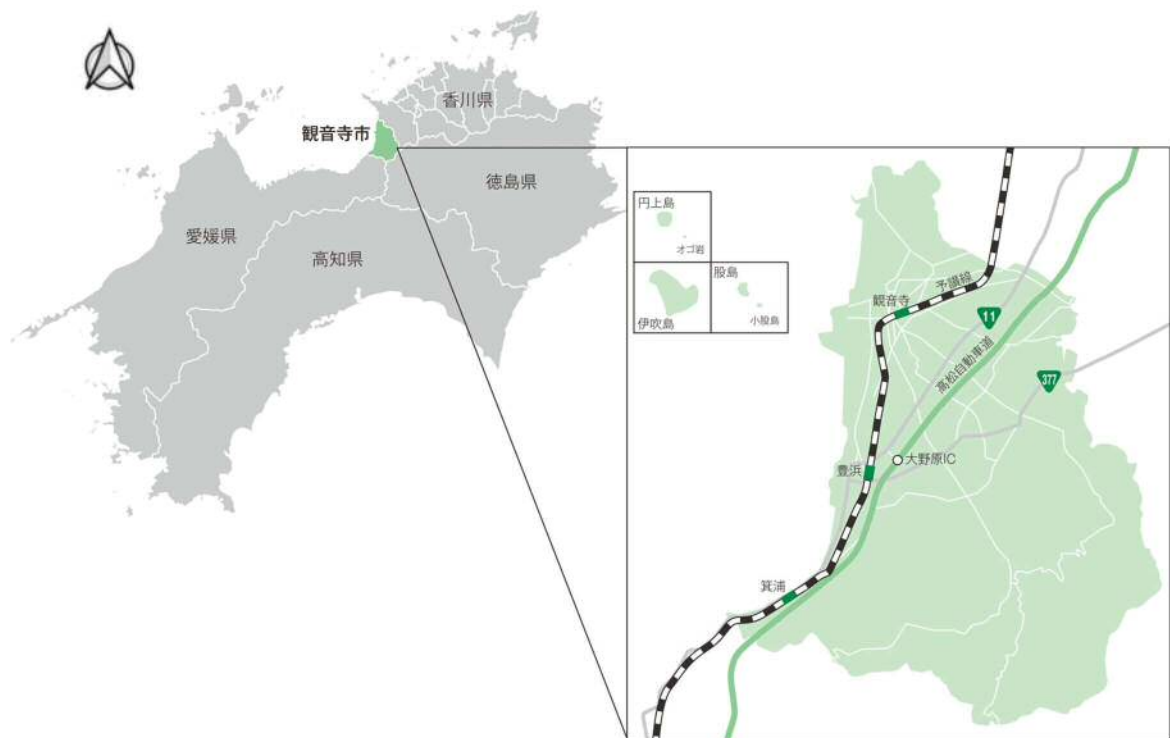 香川県
観音寺市
徳島県
愛媛県
高知県
円上島
オゴ岩
股島
伊吹島
小股島
予讃線
観音寺
11
高松自動車道
377
大野原IC
豊浜
箕浦